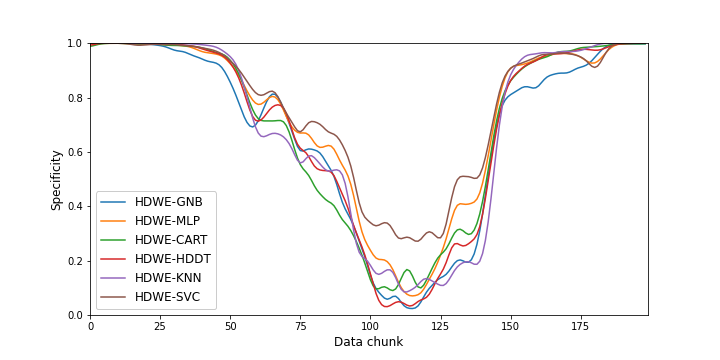 1.0
0.8
0.6
0.4
0.2
0.0
Specificity
HDWE-GNB
HDWE-MLP
HDWE-CART
HDWE-HDDT
HDWE-KNN
HDWE-SVC
0 25 50 75 100 125 150 175
Data chunk